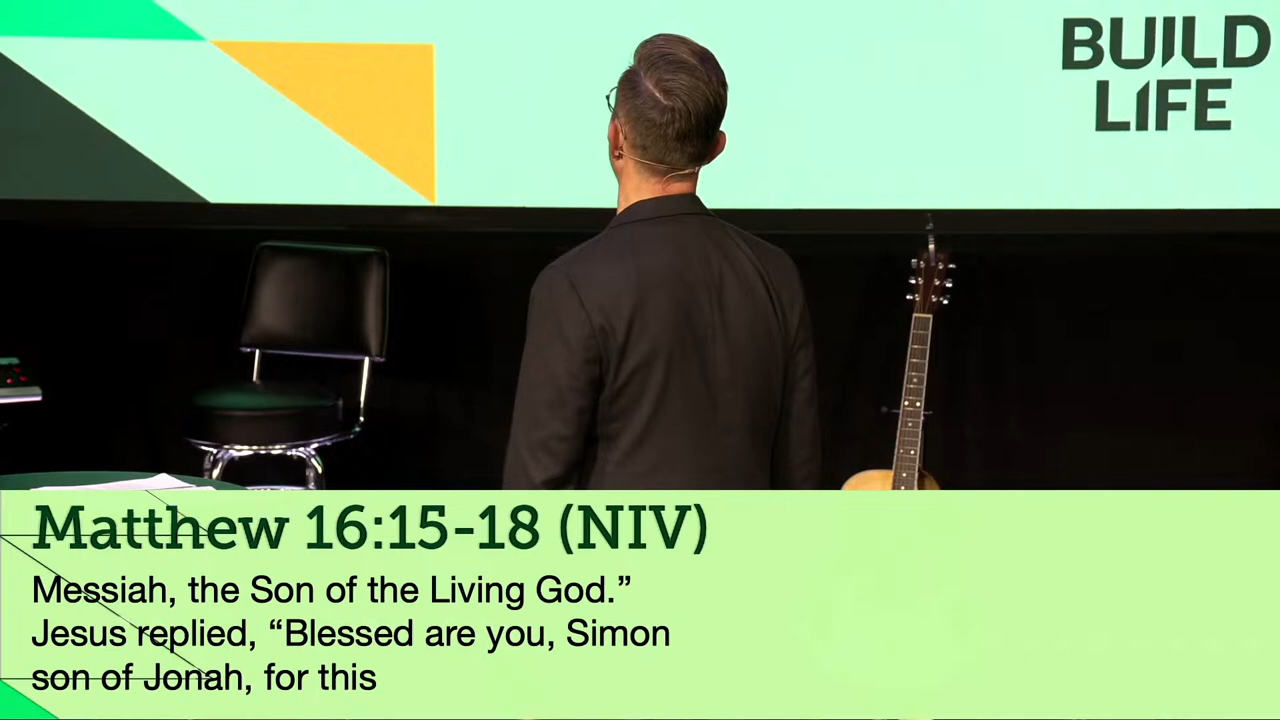 BUILD
LIFE
Matthew 16:15-18 (NIV)
Messiah, the Son of the Living God.”
Jesus replied, “Blessed are you, Simon
son of Jonah, for this